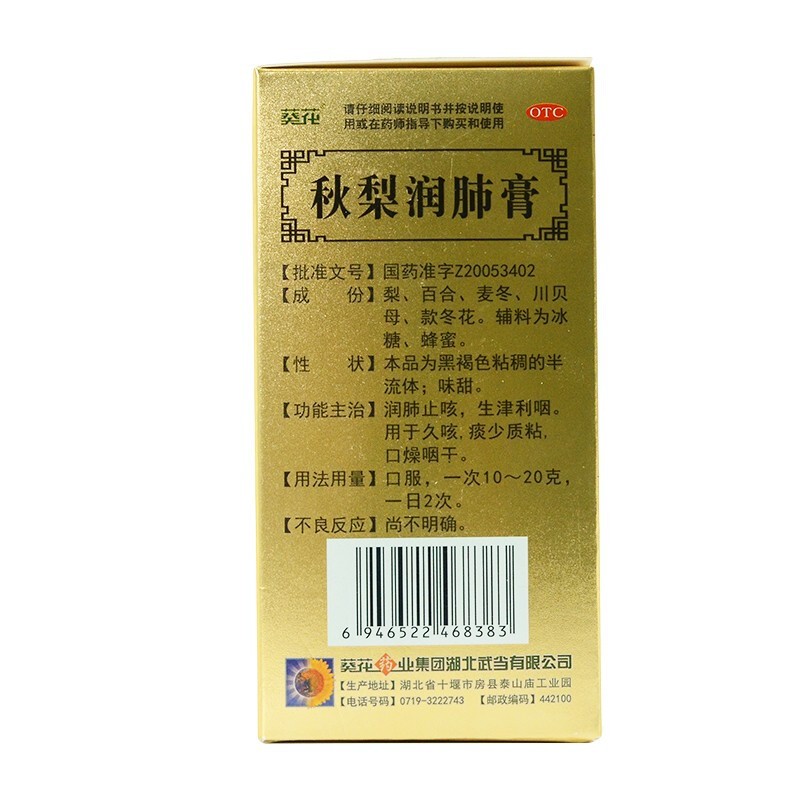 葵花
请仔细阅读说明书并按说明使
用或在药师指导下购买和使用
OTC
秋梨润肺膏
【批准文号】国药准字Z20053402
【成　　份】梨、百合、麦冬、川贝
母、款冬花。辅料为冰
糖、蜂蜜。
【性　　状】本品为黑褐色粘稠的半
流体；味甜。
【功能主治】润肺止咳，生津利咽。
用于久咳,痰少质粘,
口燥咽干。
【用法用量】口服，一次10～20克，
一日2次。
【不良反应】尚不明确。
6 946522 468383
葵花药业集团湖北武当有限公司
【生产地址】湖北省十堰市房县泰山庙工业园
【电话号码】0719-3222743 【邮政编码】442100